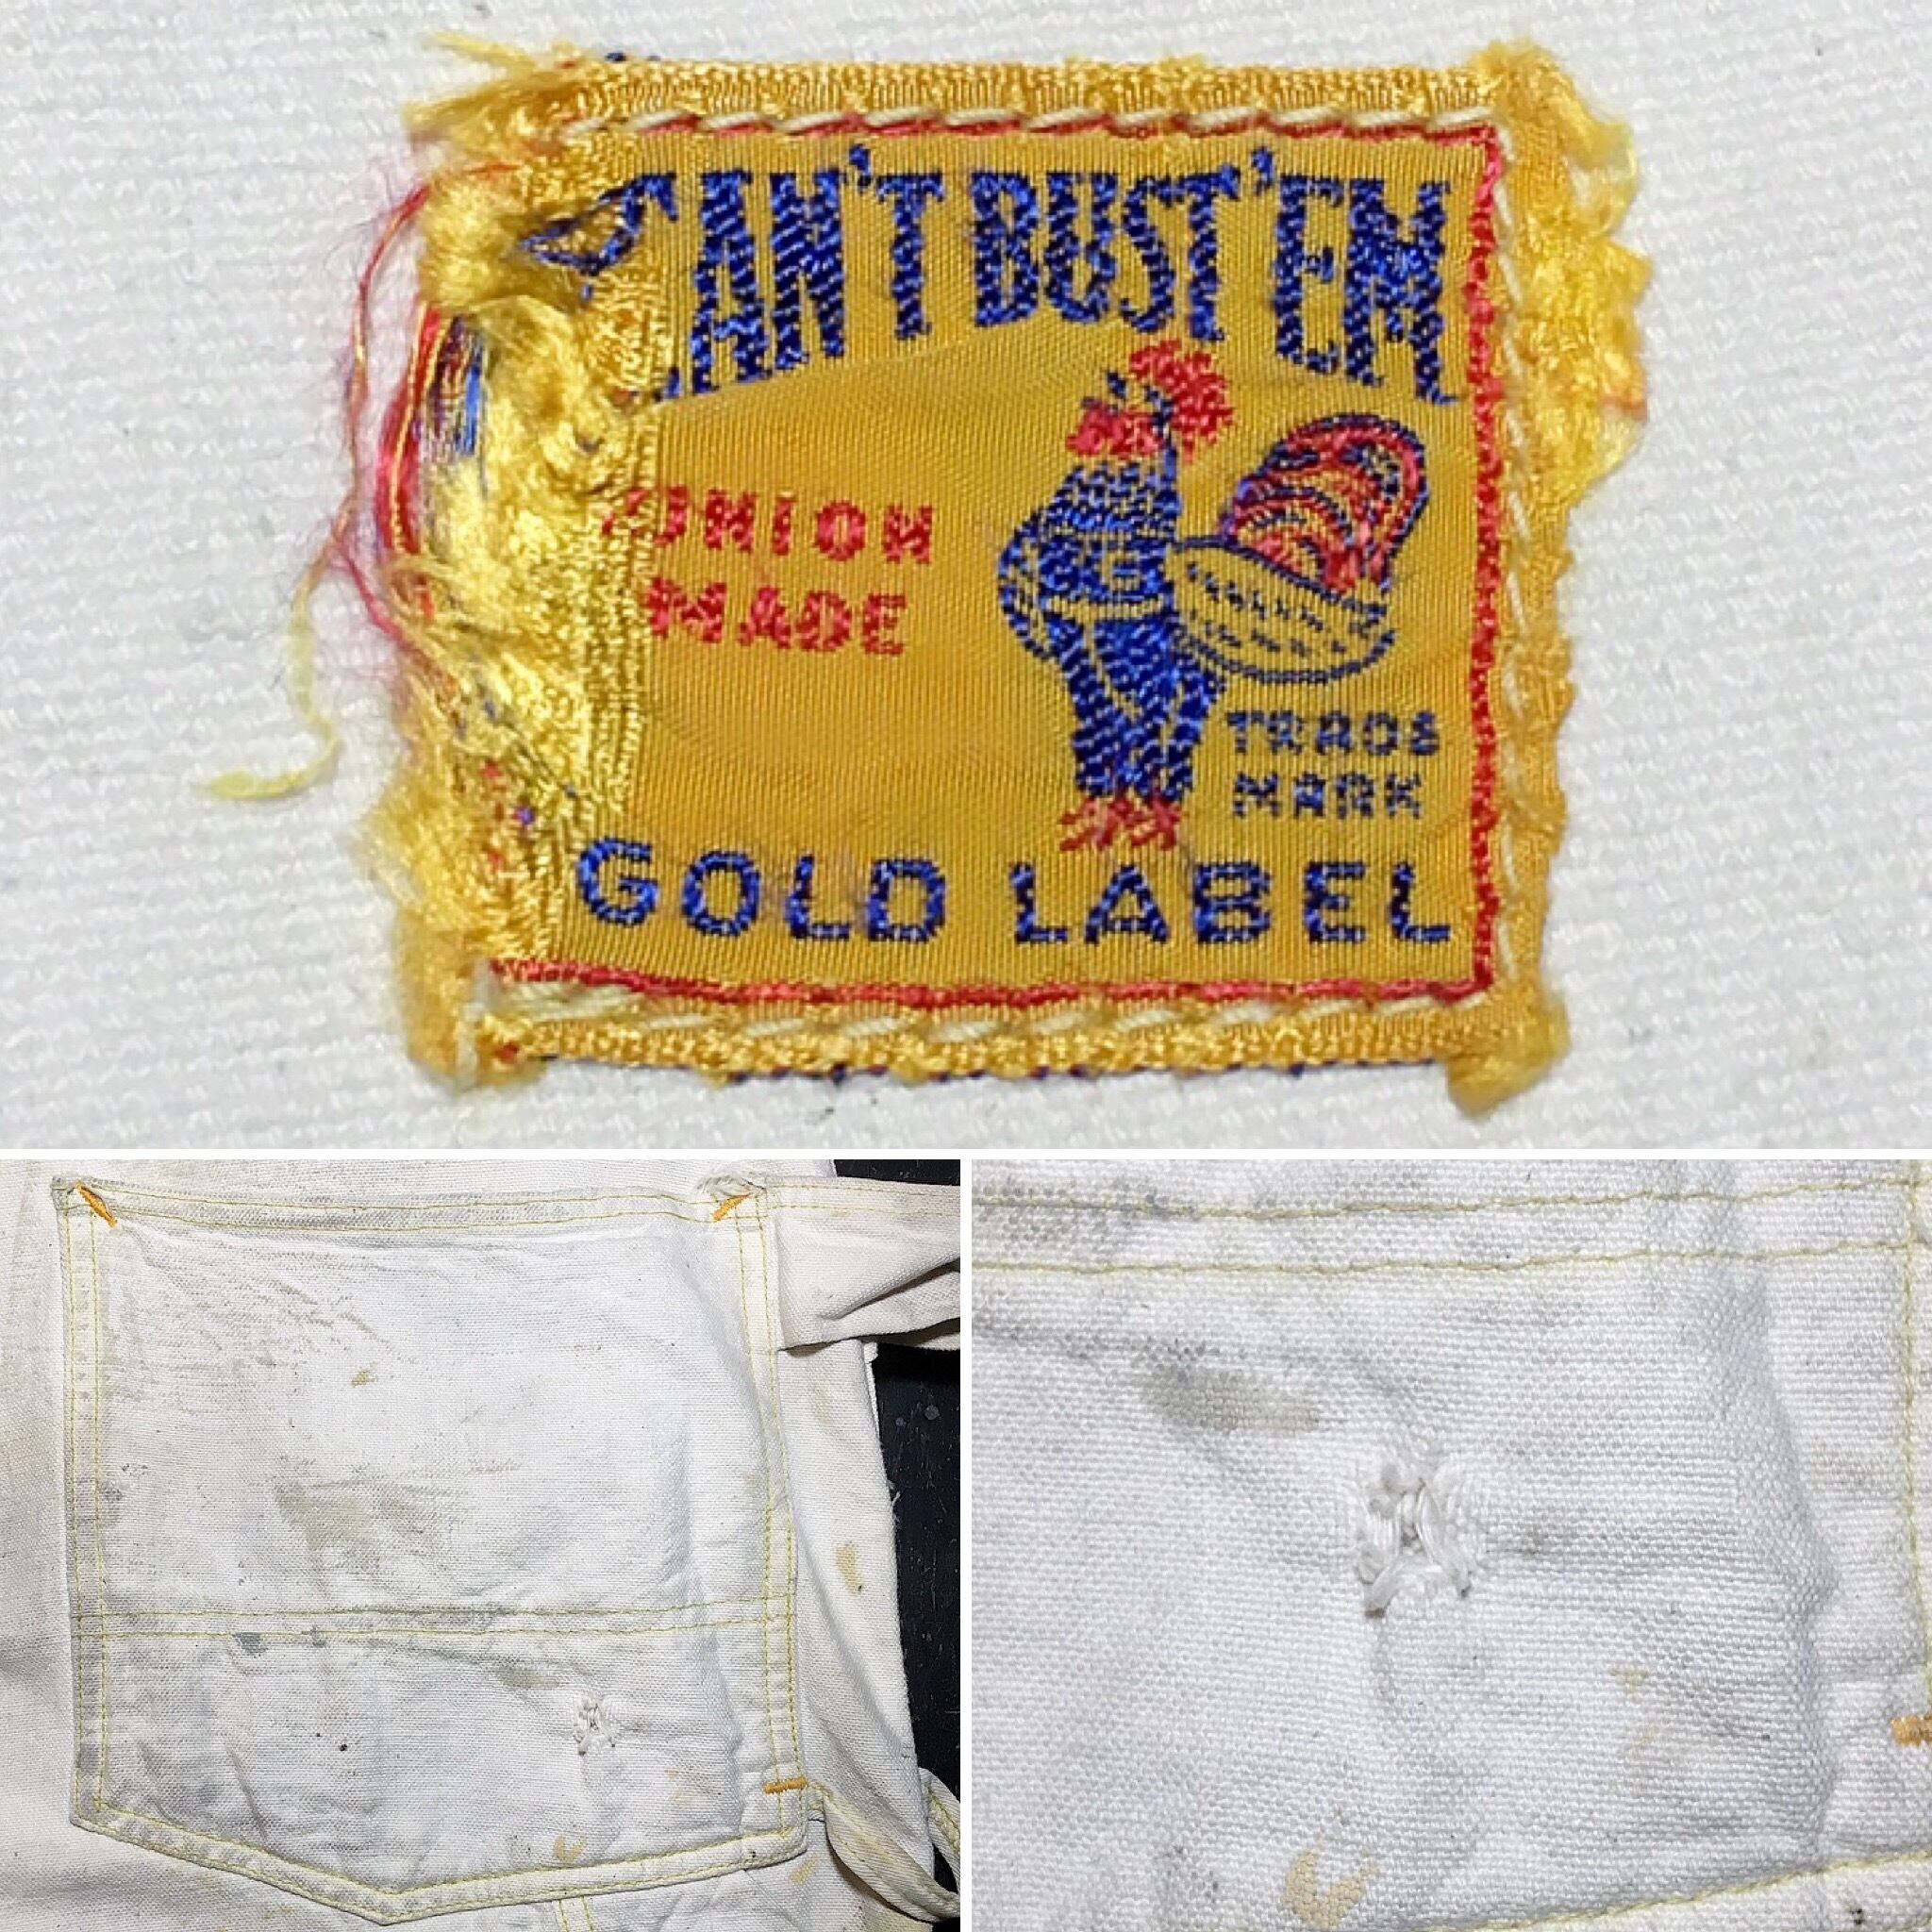 CAN'T BUST 'EM
UNION
MADE
TRADE
MARK
GOLD LABEL